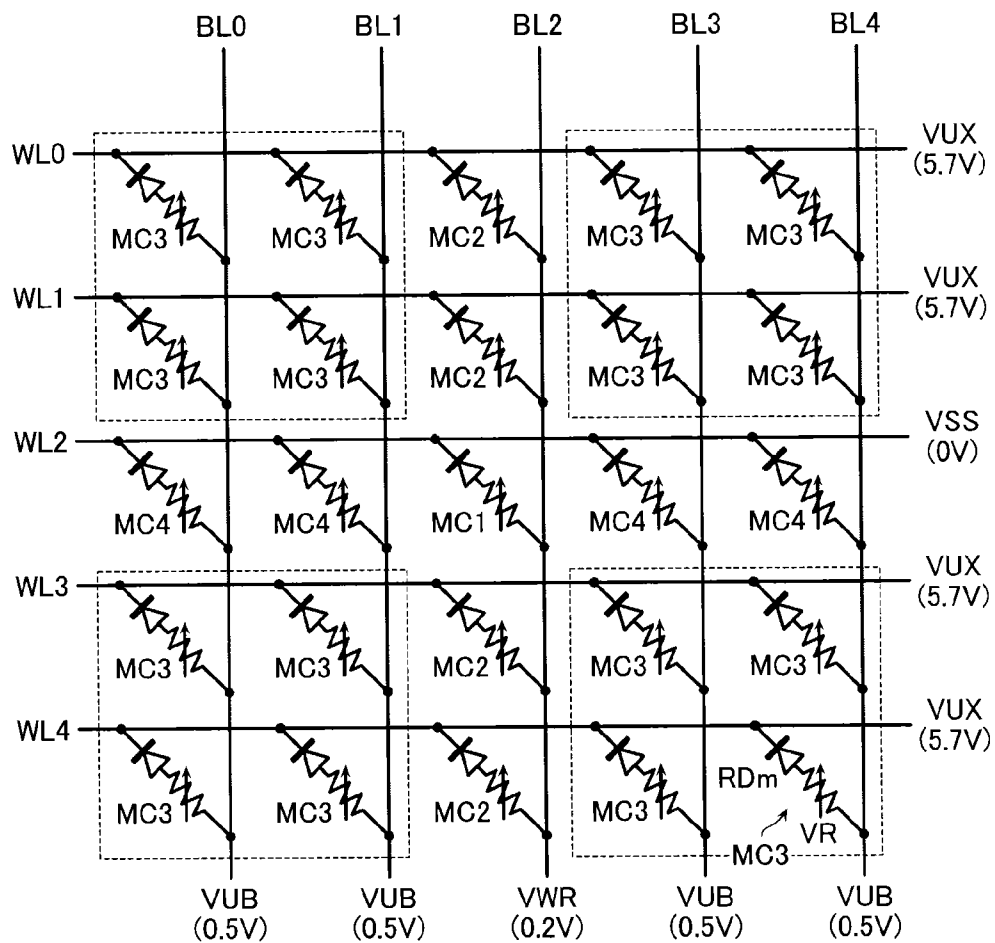 BL0 BL1 BL2 BL3 BL4
WL0 VUX
(5.7V)
MC3 MC3 MC2 MC3 MC3
WL1 VUX
(5.7V)
MC3 MC3 MC2 MC3 MC3
WL2 VSS
(0V)
MC4 MC4 MC1 MC4 MC4
WL3 VUX
(5.7V)
MC3 MC3 MC2 MC3 MC3
WL4 VUX
(5.7V)
RDm
MC3 MC3 MC2 MC3 VR
MC3
VUB VUB VWR VUB VUB
(0.5V) (0.5V) (0.2V) (0.5V) (0.5V)